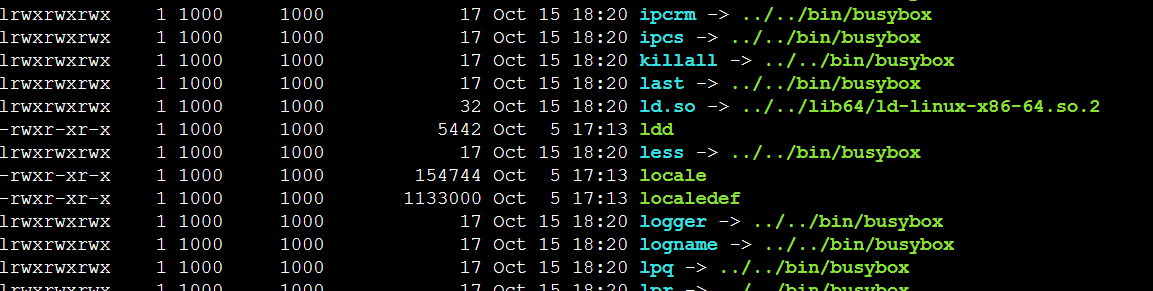 lrwxrwxrwx 1 1000 1000 17 Oct 15 18:20 ipcrm -> ../../bin/busybox
lrwxrwxrwx 1 1000 1000 17 Oct 15 18:20 ipcs -> ../../bin/busybox
lrwxrwxrwx 1 1000 1000 17 Oct 15 18:20 killall -> ../../bin/busybox
lrwxrwxrwx 1 1000 1000 17 Oct 15 18:20 last -> ../../bin/busybox
lrwxrwxrwx 1 1000 1000 32 Oct 15 18:20 ld.so -> ../../lib64/ld-linux-x86-64.so.2
-rwxr-xr-x 1 1000 1000 5442 Oct 5 17:13 ldd
lrwxrwxrwx 1 1000 1000 17 Oct 15 18:20 less -> ../../bin/busybox
-rwxr-xr-x 1 1000 1000 154744 Oct 5 17:13 locale
-rwxr-xr-x 1 1000 1000 1133000 Oct 5 17:13 localedef
lrwxrwxrwx 1 1000 1000 17 Oct 15 18:20 logger -> ../../bin/busybox
lrwxrwxrwx 1 1000 1000 17 Oct 15 18:20 logname -> ../../bin/busybox
lrwxrwxrwx 1 1000 1000 17 Oct 15 18:20 lpq -> ../../bin/busybox
lrwxrwxrwx 1 1000 1000 17 Oct 15 18:20 lpr -> ../../bin/busybox